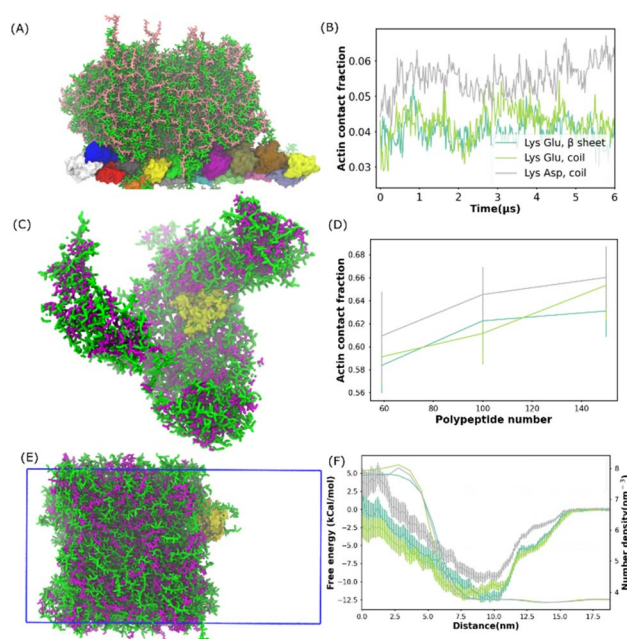 (A)
(B)
Actin contact fraction
0.06
0.05
0.04
0.03
Lys Glu, β sheet
Lys Glu, coil
Lys Asp, coil
0 1 2 3 4 5 6
Time(μs)
(C)
(D)
Actin contact fraction
0.68
0.66
0.64
0.62
0.60
0.58
0.56
60 80 100 120 140
Polypeptide number
(E)
(F)
Free energy (kCal/mol)
5.0
2.5
0.0
-2.5
-5.0
-7.5
-10.0
-12.5
8
7
6
5
4
Number density(nm⁻³)
0.0 2.5 5.0 7.5 10.0 12.5 15.0 17.5
Distance(nm)